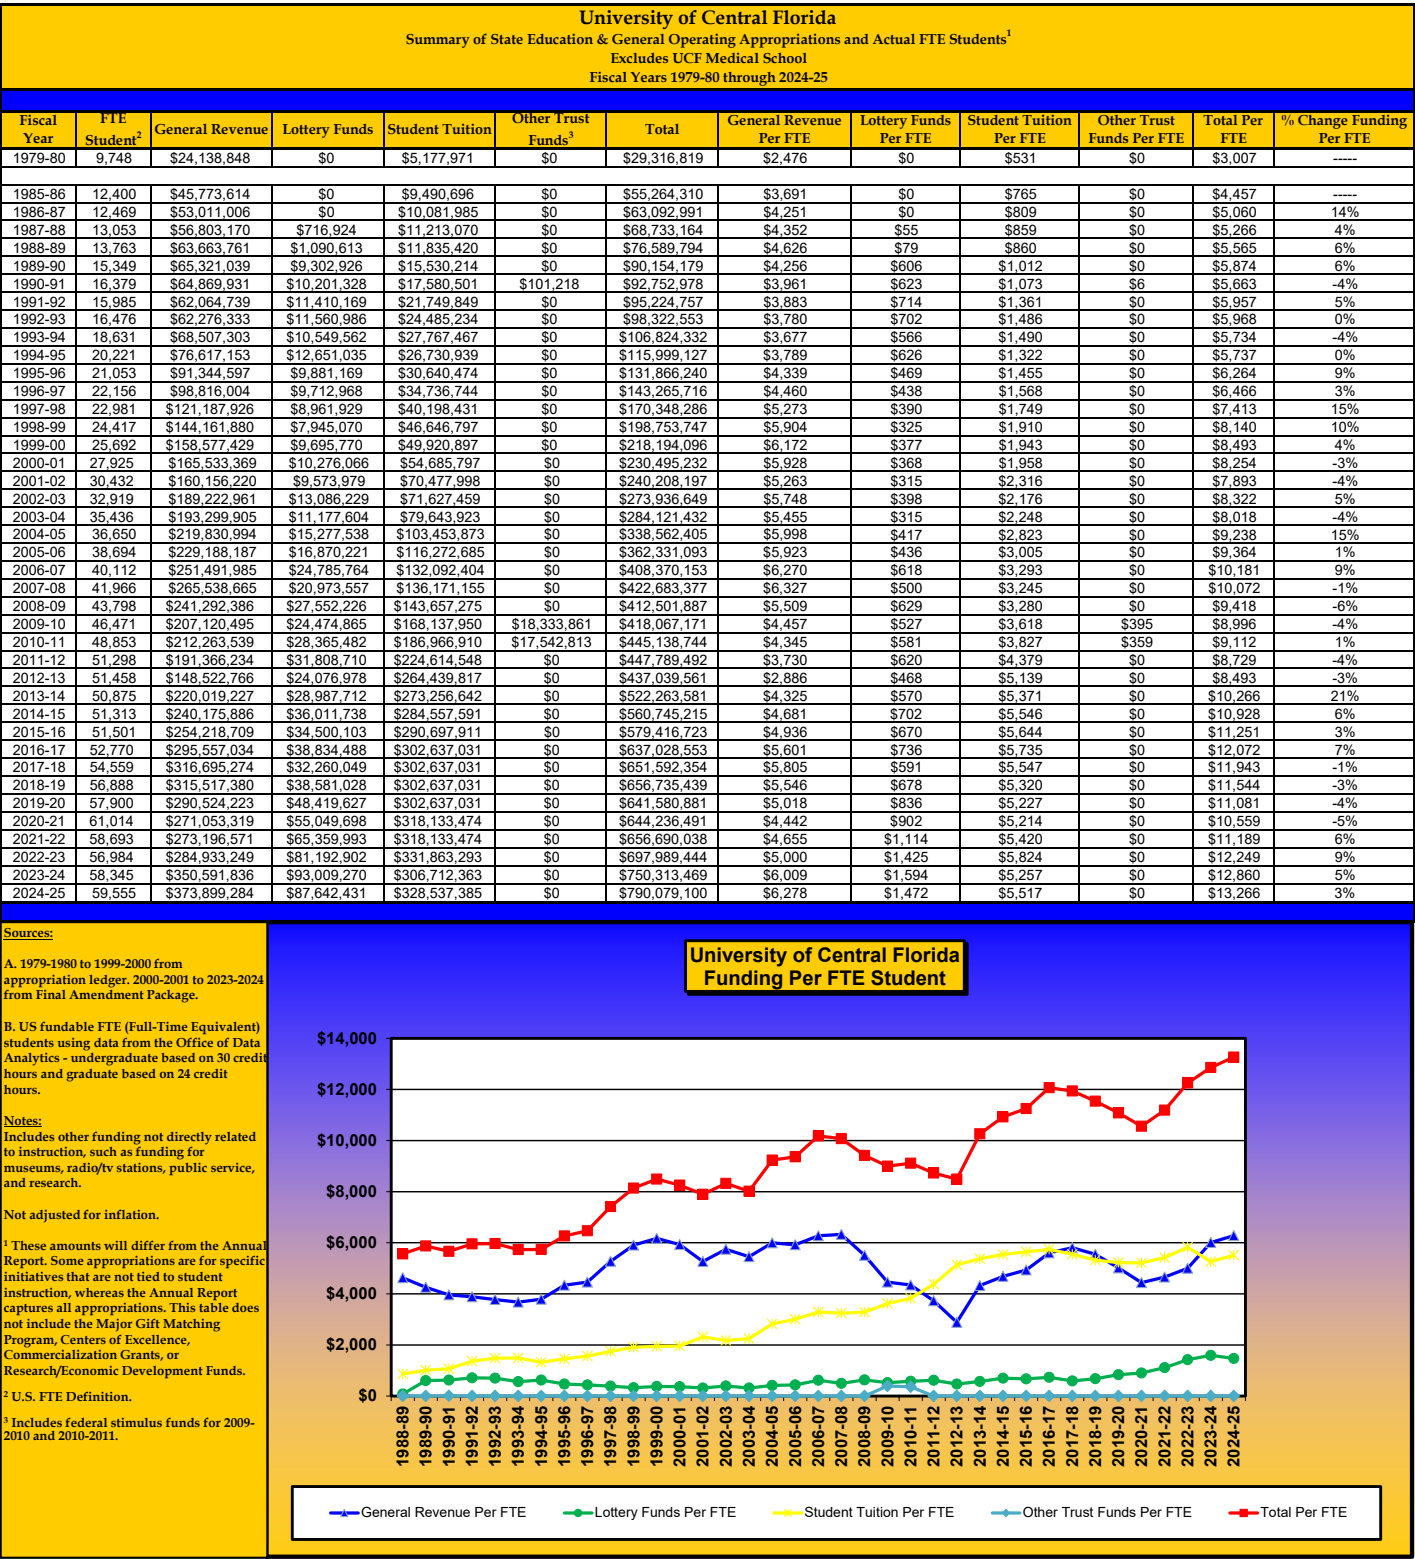 University of Central Florida
Summary of State Education & General Operating Appropriations and Actual FTE Students1
Excludes UCF Medical School
Fiscal Years 1979-80 through 2024-25
Fiscal Year FTE Student2 General Revenue Lottery Funds Student Tuition Other Trust Funds3 Total General Revenue Per FTE Lottery Funds Per FTE Student Tuition Per FTE Other Trust Funds Per FTE Total Per FTE % Change Funding Per FTE
1979-80 9,748 $24,138,848 $0 $5,177,971 $0 $29,316,819 $2,476 $0 $531 $0 $3,007 -----
1985-86 12,400 $45,773,614 $0 $9,490,696 $0 $55,264,310 $3,691 $0 $765 $0 $4,457 -----
1986-87 12,469 $53,011,006 $0 $10,081,985 $0 $63,092,991 $4,251 $0 $809 $0 $5,060 14%
1987-88 13,053 $56,803,170 $716,924 $11,213,070 $0 $68,733,164 $4,352 $55 $859 $0 $5,266 4%
1988-89 13,763 $63,663,761 $1,090,613 $11,835,420 $0 $76,589,794 $4,626 $79 $860 $0 $5,565 6%
1989-90 15,349 $65,321,039 $9,302,926 $15,530,214 $0 $90,154,179 $4,256 $606 $1,012 $0 $5,874 6%
1990-91 16,379 $64,869,931 $10,201,328 $17,580,501 $101,218 $92,752,978 $3,961 $623 $1,073 $6 $5,663 -4%
1991-92 15,985 $62,064,739 $11,410,169 $21,749,849 $0 $95,224,757 $3,883 $714 $1,361 $0 $5,957 5%
1992-93 16,476 $62,276,333 $11,560,986 $24,485,234 $0 $98,322,553 $3,780 $702 $1,486 $0 $5,968 0%
1993-94 18,631 $68,507,303 $10,549,562 $27,767,467 $0 $106,824,332 $3,677 $566 $1,490 $0 $5,734 -4%
1994-95 20,221 $76,617,153 $12,651,035 $26,730,939 $0 $115,999,127 $3,789 $626 $1,322 $0 $5,737 0%
1995-96 21,053 $91,344,597 $9,881,169 $30,640,474 $0 $131,866,240 $4,339 $469 $1,455 $0 $6,264 9%
1996-97 22,156 $98,816,004 $9,712,968 $34,736,744 $0 $143,265,716 $4,460 $438 $1,568 $0 $6,466 3%
1997-98 22,981 $121,187,926 $8,961,929 $40,198,431 $0 $170,348,286 $5,273 $390 $1,749 $0 $7,413 15%
1998-99 24,417 $144,161,880 $7,945,070 $46,646,797 $0 $198,753,747 $5,904 $325 $1,910 $0 $8,140 10%
1999-00 25,692 $158,577,429 $9,695,770 $49,920,897 $0 $218,194,096 $6,172 $377 $1,943 $0 $8,493 4%
2000-01 27,925 $165,533,369 $10,276,066 $54,685,797 $0 $230,495,232 $5,928 $368 $1,958 $0 $8,254 -3%
2001-02 30,432 $160,156,220 $9,573,979 $70,477,998 $0 $240,208,197 $5,263 $315 $2,316 $0 $7,893 -4%
2002-03 32,919 $189,222,961 $13,086,229 $71,627,459 $0 $273,936,649 $5,748 $398 $2,176 $0 $8,322 5%
2003-04 35,436 $193,299,905 $11,177,604 $79,643,923 $0 $284,121,432 $5,455 $315 $2,248 $0 $8,018 -4%
2004-05 36,650 $219,830,994 $15,277,538 $103,453,873 $0 $338,562,405 $5,998 $417 $2,823 $0 $9,238 15%
2005-06 38,694 $229,188,187 $16,870,221 $116,272,685 $0 $362,331,093 $5,923 $436 $3,005 $0 $9,364 1%
2006-07 40,112 $251,491,985 $24,785,764 $132,092,404 $0 $408,370,153 $6,270 $618 $3,293 $0 $10,181 9%
2007-08 41,966 $265,538,665 $20,973,557 $136,171,155 $0 $422,683,377 $6,327 $500 $3,245 $0 $10,072 -1%
2008-09 43,798 $241,292,386 $27,552,226 $143,657,275 $0 $412,501,887 $5,509 $629 $3,280 $0 $9,418 -6%
2009-10 46,471 $207,120,495 $24,474,865 $168,137,950 $18,333,861 $418,067,171 $4,457 $527 $3,618 $395 $8,996 -4%
2010-11 48,853 $212,263,539 $28,365,482 $186,966,910 $17,542,813 $445,138,744 $4,345 $581 $3,827 $359 $9,112 1%
2011-12 51,298 $191,366,234 $31,808,710 $224,614,548 $0 $447,789,492 $3,730 $620 $4,379 $0 $8,729 -4%
2012-13 51,458 $148,522,766 $24,076,978 $264,439,817 $0 $437,039,561 $2,886 $468 $5,139 $0 $8,493 -3%
2013-14 50,875 $220,019,227 $28,987,712 $273,256,642 $0 $522,263,581 $4,325 $570 $5,371 $0 $10,266 21%
2014-15 51,313 $240,175,886 $36,011,738 $284,557,591 $0 $560,745,215 $4,681 $702 $5,546 $0 $10,928 6%
2015-16 51,501 $254,218,709 $34,500,103 $290,697,911 $0 $579,416,723 $4,936 $670 $5,644 $0 $11,251 3%
2016-17 52,770 $295,557,034 $38,834,488 $302,637,031 $0 $637,028,553 $5,601 $736 $5,735 $0 $12,072 7%
2017-18 54,559 $316,695,274 $32,260,049 $302,637,031 $0 $651,592,354 $5,805 $591 $5,547 $0 $11,943 -1%
2018-19 56,888 $315,517,380 $38,581,028 $302,637,031 $0 $656,735,439 $5,546 $678 $5,320 $0 $11,544 -3%
2019-20 57,900 $290,524,223 $48,419,627 $302,637,031 $0 $641,580,881 $5,018 $836 $5,227 $0 $11,081 -4%
2020-21 61,014 $271,053,319 $55,049,698 $318,133,474 $0 $644,236,491 $4,442 $902 $5,214 $0 $10,559 -5%
2021-22 58,693 $273,196,571 $65,359,993 $318,133,474 $0 $656,690,038 $4,655 $1,114 $5,420 $0 $11,189 6%
2022-23 56,984 $284,933,249 $81,192,902 $331,863,293 $0 $697,989,444 $5,000 $1,425 $5,824 $0 $12,249 9%
2023-24 58,345 $350,591,836 $93,009,270 $306,712,363 $0 $750,313,469 $6,009 $1,594 $5,257 $0 $12,860 5%
2024-25 59,555 $373,899,284 $87,642,431 $328,537,385 $0 $790,079,100 $6,278 $1,472 $5,517 $0 $13,266 3%
Sources:
A. 1979-1980 to 1999-2000 from
appropriation ledger. 2000-2001 to 2023-2024
from Final Amendment Package.
B. US fundable FTE (Full-Time Equivalent)
students using data from the Office of Data
Analytics - undergraduate based on 30 credit
hours and graduate based on 24 credit
hours.
Notes:
Includes other funding not directly related
to instruction, such as funding for
museums, radio/tv stations, public service,
and research.
Not adjusted for inflation.
1 These amounts will differ from the Annual
Report. Some appropriations are for specific
initiatives that are not tied to student
instruction, whereas the Annual Report
captures all appropriations. This table does
not include the Major Gift Matching
Program, Centers of Excellence,
Commercialization Grants, or
Research/Economic Development Funds.
2 U.S. FTE Definition.
3 Includes federal stimulus funds for 2009-
2010 and 2010-2011.
University of Central Florida
Funding Per FTE Student
$14,000
$12,000
$10,000
$8,000
$6,000
$4,000
$2,000
$0
1988-89 1989-90 1990-91 1991-92 1992-93 1993-94 1994-95 1995-96 1996-97 1997-98 1998-99 1999-00 2000-01 2001-02 2002-03 2003-04 2004-05 2005-06 2006-07 2007-08 2008-09 2009-10 2010-11 2011-12 2012-13 2013-14 2014-15 2015-16 2016-17 2017-18 2018-19 2019-20 2020-21 2021-22 2022-23 2023-24 2024-25
General Revenue Per FTE Lottery Funds Per FTE Student Tuition Per FTE Other Trust Funds Per FTE Total Per FTE